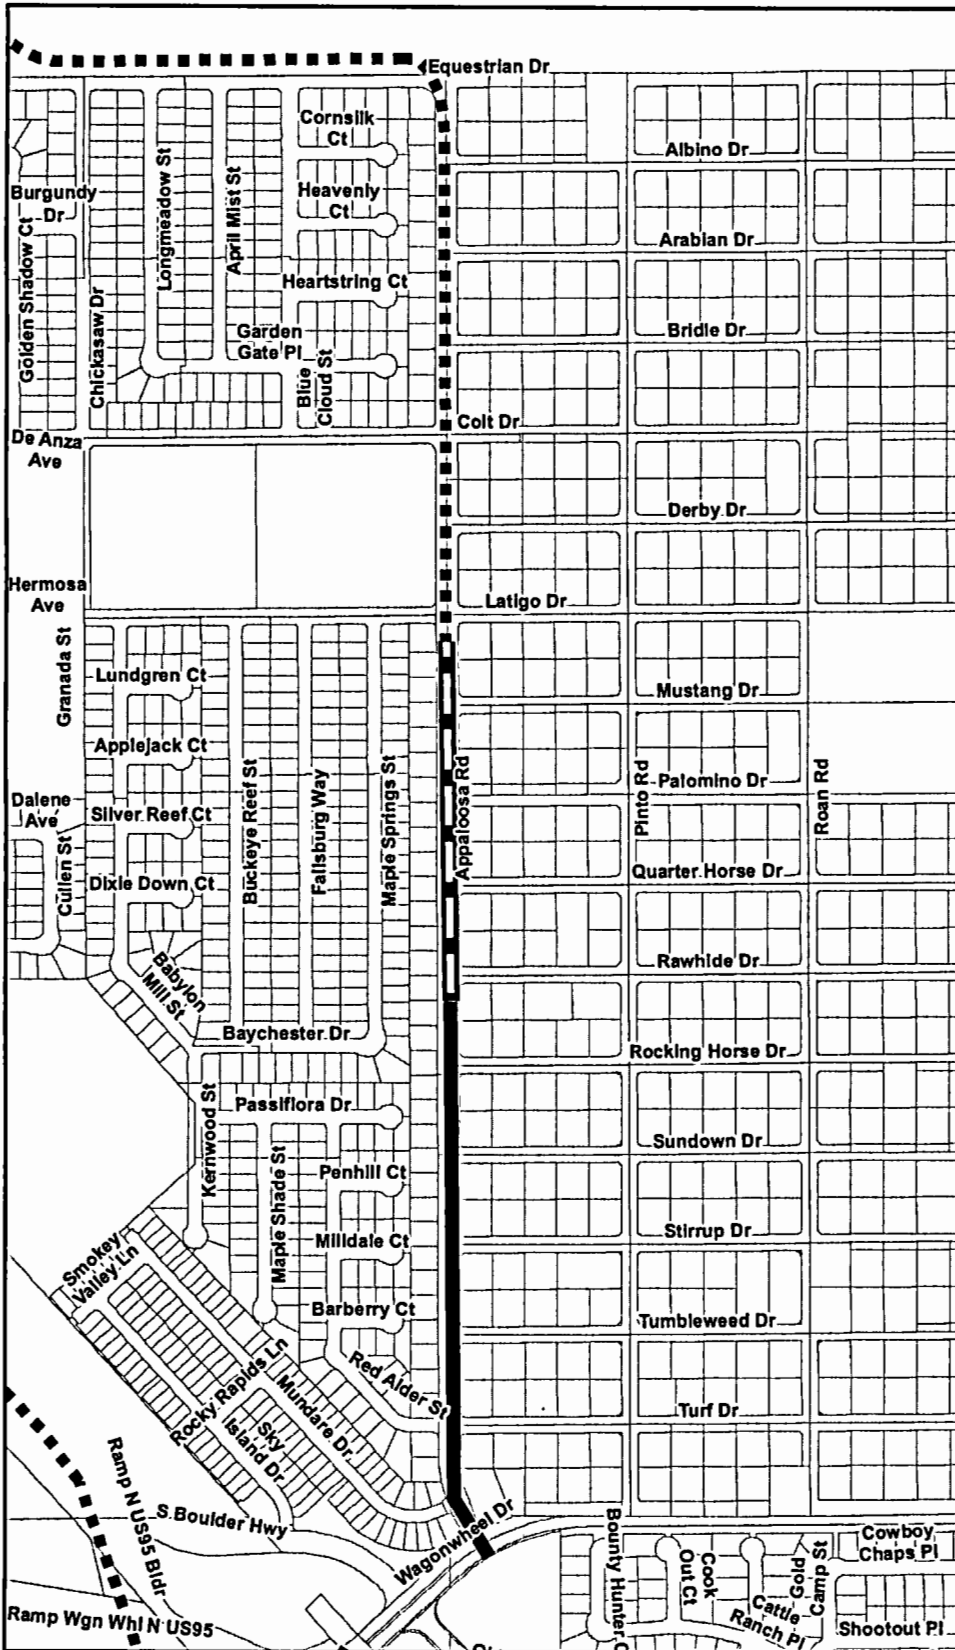 Equestrian Dr
Cornsilk
Ct
Albino Dr
Burgundy
Dr
Longmeadow St
April Mist St
Heavenly
Ct
Arabian Dr
Golden Shadow Ct
Chickasaw Dr
Heartstring Ct
Garden
Gate Pl
Bridle Dr
Blue
Cloud St
Colt Dr
De Anza
Ave
Derby Dr
Hermosa
Ave
Latigo Dr
Granada St
Lundgren Ct
Mustang Dr
Applejack Ct
Buckeye Reef St
Fallsburg Way
Maple Springs St
Appaloosa Rd
Pinto Rd
Palomino Dr
Roan Rd
Dalene
Ave
Silver Reef Ct
Cullen St
Dixie Down Ct
Quarter Horse Dr
Babylon
Mill St
Rawhide Dr
Baychester Dr
Rocking Horse Dr
Kernwood St
Passiflora Dr
Sundown Dr
Maple Shade St
Penhill Ct
Smokey
Valley Ln
Milldale Ct
Stirrup Dr
Barberry Ct
Tumbleweed Dr
Rocky Rapids Ln
Mundare Dr
Red Alder St
Sky
Island Dr
Turf Dr
Ramp N US95 Bldr
S Boulder Hwy
Wagonwheel Dr
Bounty Hunter C
Cook
Out Ct
Cattle
Ranch Pl
Gold
Camp St
Cowboy
Chaps Pl
Ramp Wgn Whl N US95
Shootout Pl